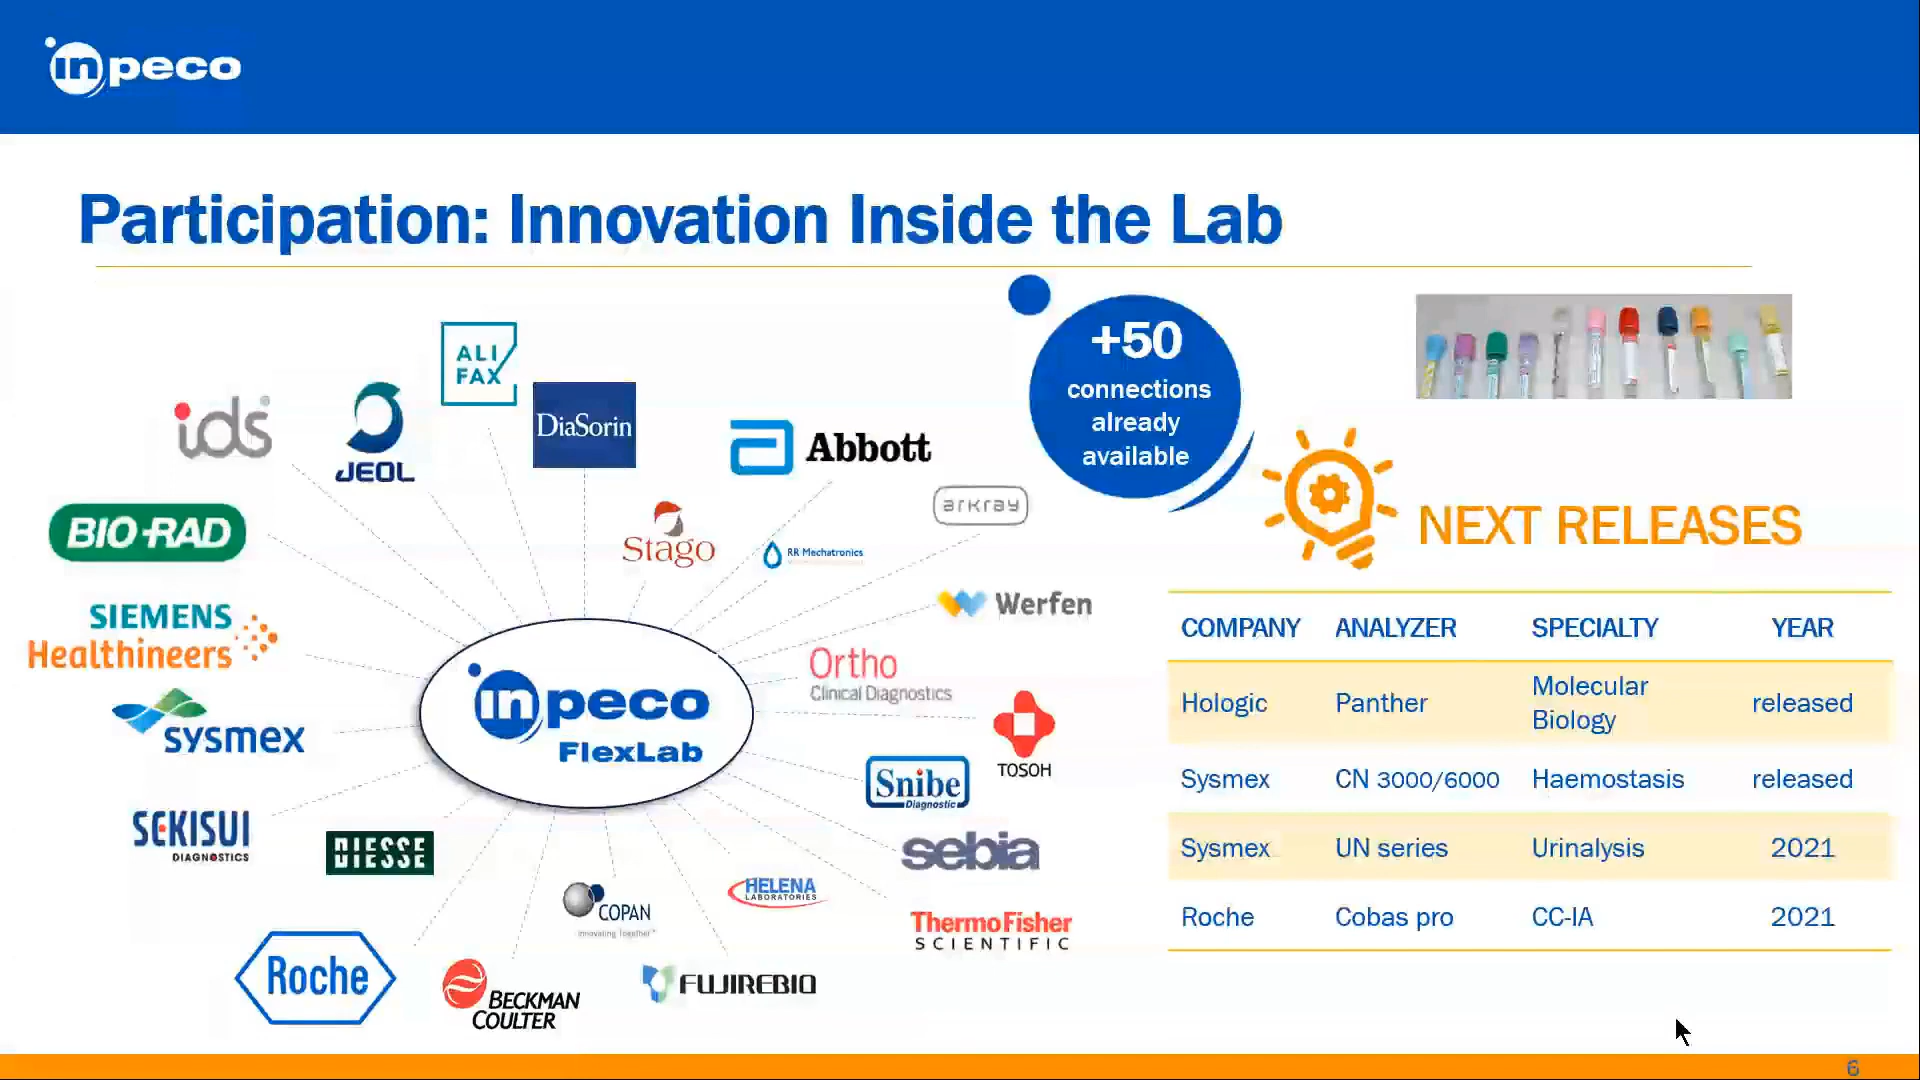 inpeco
Participation: Innovation Inside the Lab
+50
connections
already
available
ALI
FAX
ids
JEOL
DiaSorin
Abbott
arkray
BIO-RAD
Stago
RR Mechatronics
SIEMENS
Healthineers
Werfen
Ortho
Clinical Diagnostics
sysmex
inpeco
FlexLab
TOSOH
Snibe
Diagnostic
SEKISUI
DIAGNOSTICS
DIESSE
sebia
COPAN
Innovating Together™
HELENA
LABORATORIES
ThermoFisher
SCIENTIFIC
Roche
BECKMAN
COULTER
FUJIREBIO
NEXT RELEASES
COMPANY ANALYZER SPECIALTY YEAR
Hologic Panther Molecular Biology released
Sysmex CN 3000/6000 Haemostasis released
Sysmex UN series Urinalysis 2021
Roche Cobas pro CC-IA 2021
6